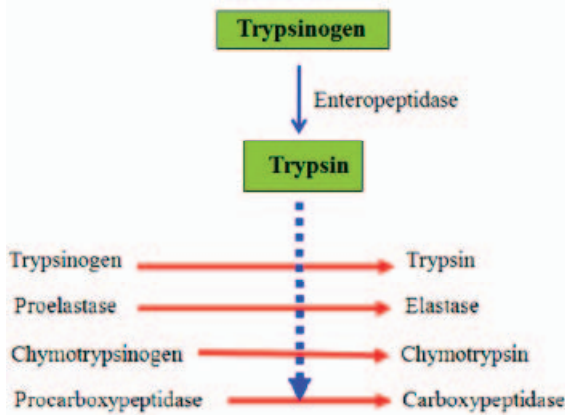 Trypsinogen
Enteropeptidase
Trypsin
Trypsinogen Trypsin
Proelastase Elastase
Chymotrypsinogen Chymotrypsin
Procarboxypeptidase Carboxypeptidase